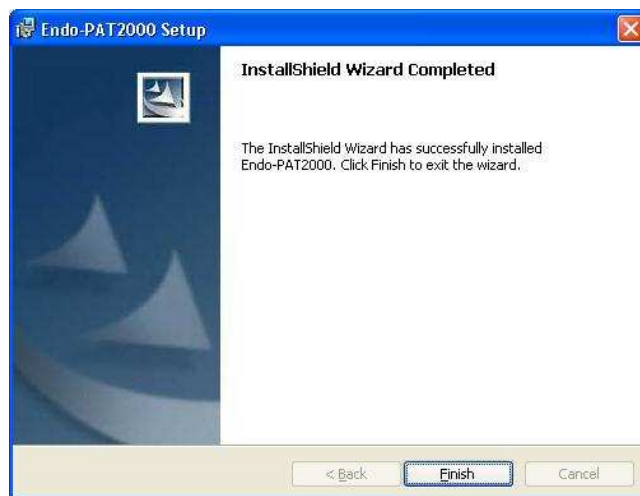 Endo-PAT2000 Setup
InstallShield Wizard Completed
The InstallShield Wizard has successfully installed
Endo-PAT2000. Click Finish to exit the wizard.
< Back
Finish
Cancel